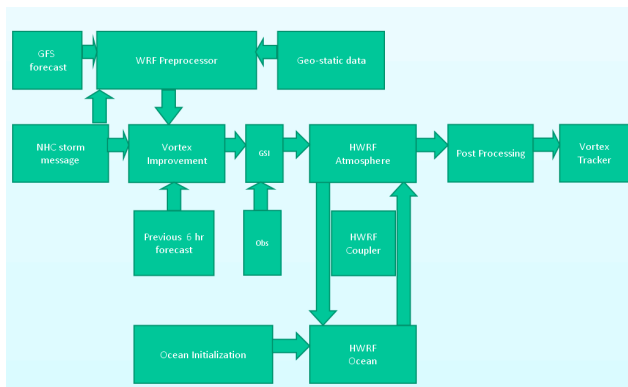 GFS
forecast
WRF Preprocessor
Geo-static data
NHC storm
message
Vortex
Improvement
GSI
HWRF
Atmosphere
Post Processing
Vortex
Tracker
Previous 6 hr
forecast
Obs
HWRF
Coupler
Ocean Initialization
HWRF
Ocean